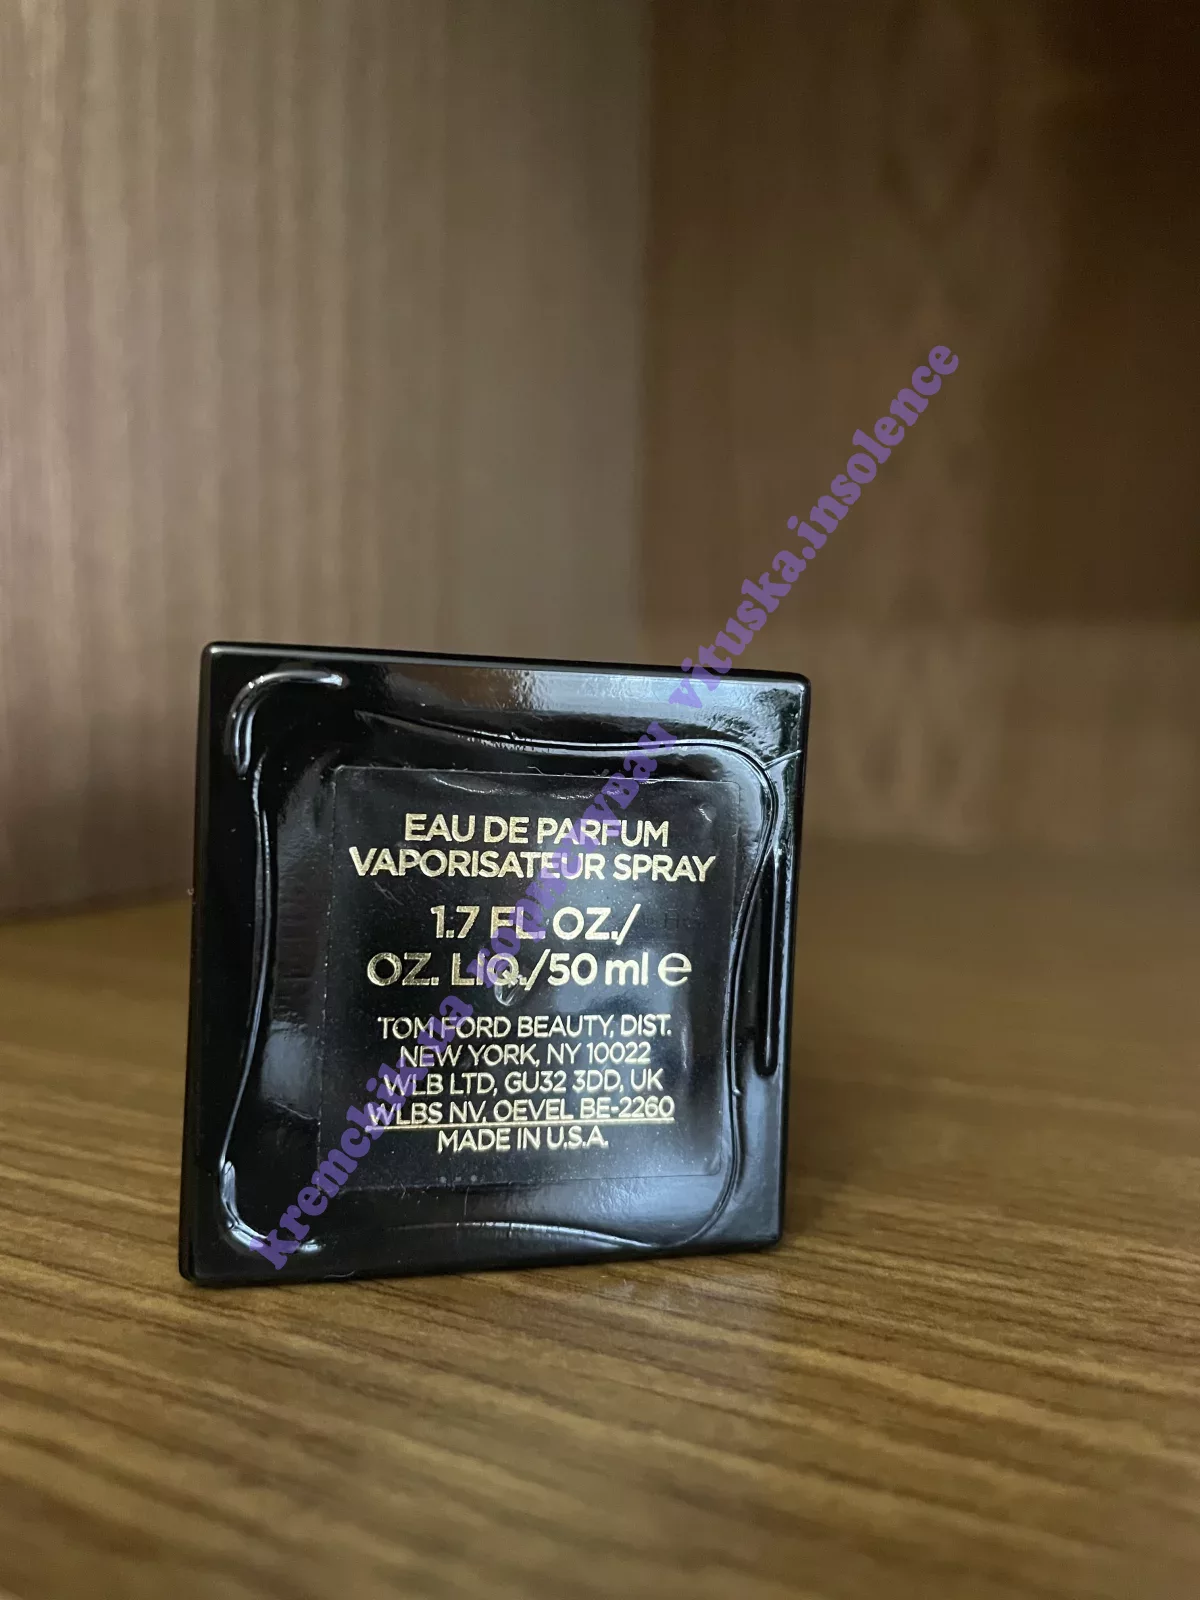 EAU DE PARFUM
VAPORISATEUR SPRAY
1.7 FL. OZ./
OZ. LIQ./50 ml e
TOM FORD BEAUTY, DIST.
NEW YORK, NY 10022
WLB LTD, GU32 3DD, UK
WLBS NV, OEVEL BE-2260
MADE IN U.S.A.
vituska.insolence